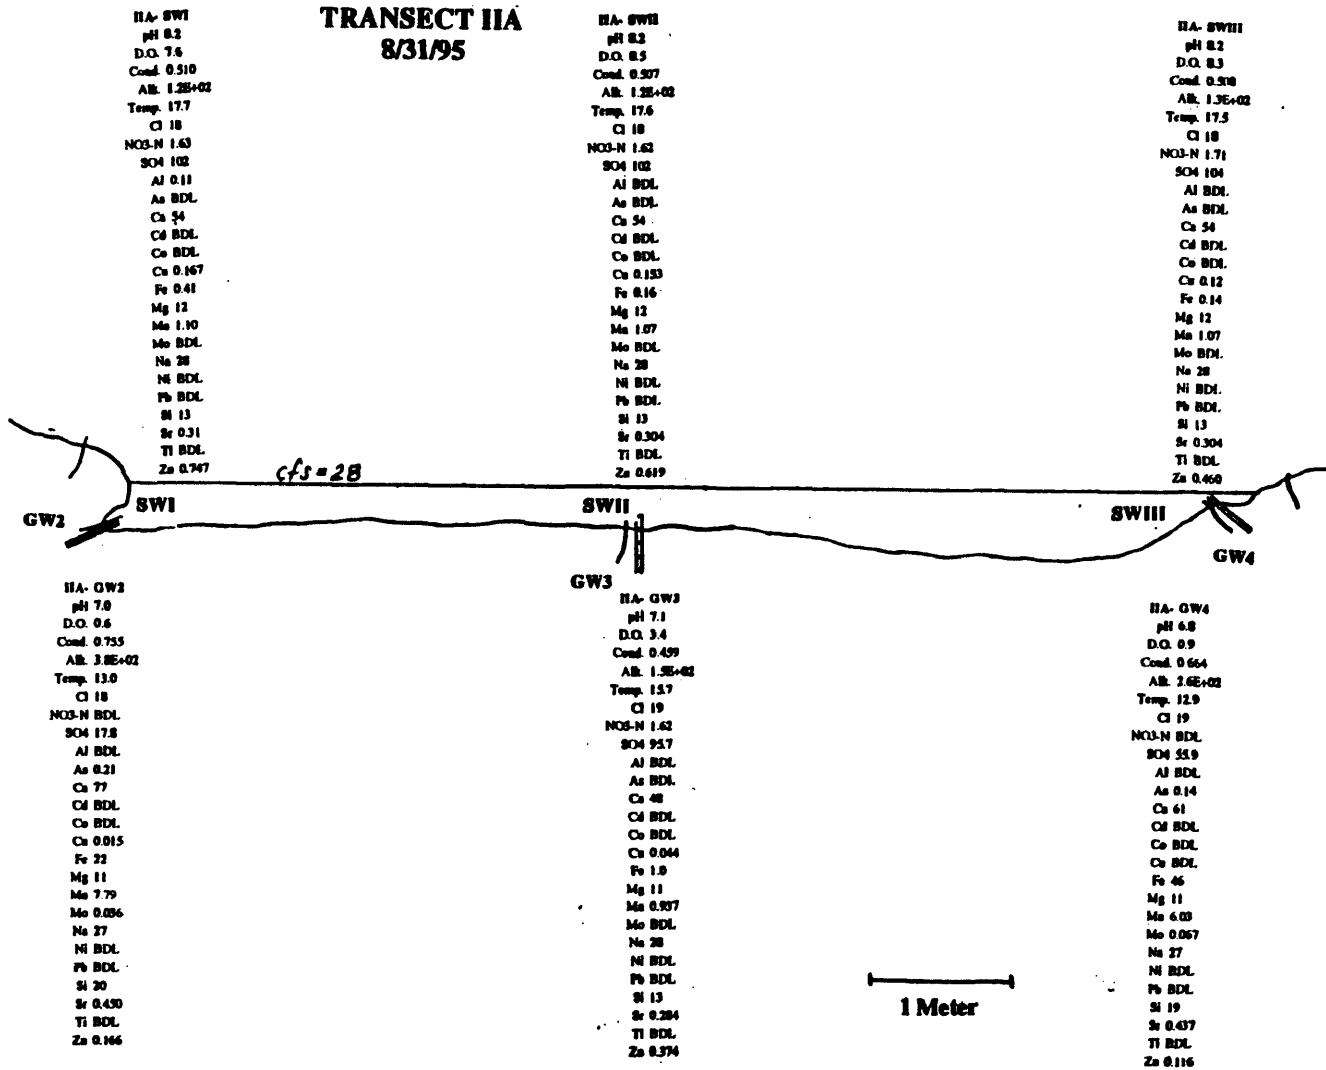 TRANSECT IIA
8/31/95
IIA- SWI
pH 8.2
D.O. 7.6
Cond. 0.510
Alk. 1.2E+02
Temp. 17.7
Cl 18
NO3-N 1.63
SO4 102
Al 0.11
As BDL
Ca 54
Cd BDL
Co BDL
Cu 0.167
Fe 0.41
Mg 12
Mn 1.10
Mo BDL
Na 28
Ni BDL
Pb BDL
Si 13
Sr 0.31
Ti BDL
Zn 0.747
IIA- SWII
pH 8.2
D.O. 8.5
Cond. 0.507
Alk. 1.2E+02
Temp. 17.6
Cl 18
NO3-N 1.62
SO4 102
Al BDL
As BDL
Ca 54
Cd BDL
Co BDL
Cu 0.153
Fe 0.16
Mg 12
Mn 1.07
Mo BDL
Na 28
Ni BDL
Pb BDL
Si 13
Sr 0.304
Ti BDL
Zn 0.619
IIA- SWIII
pH 8.2
D.O. 8.3
Cond. 0.508
Alk. 1.3E+02
Temp. 17.5
Cl 18
NO3-N 1.71
SO4 104
Al BDL
As BDL
Ca 54
Cd BDL
Co BDL
Cu 0.12
Fe 0.14
Mg 12
Mn 1.07
Mo BDL
Na 28
Ni BDL
Pb BDL
Si 13
Sr 0.304
Ti BDL
Zn 0.460
cfs = 28
SWI
SWII
SWIII
GW2
GW3
GW4
IIA- GW2
pH 7.0
D.O. 0.6
Cond. 0.755
Alk. 3.8E+02
Temp. 13.0
Cl 18
NO3-N BDL
SO4 17.8
Al BDL
As 0.21
Ca 77
Cd BDL
Co BDL
Cu 0.015
Fe 22
Mg 11
Mn 7.79
Mo 0.056
Na 27
Ni BDL
Pb BDL
Si 20
Sr 0.450
Ti BDL
Zn 0.166
IIA- GW3
pH 7.1
D.O. 3.4
Cond. 0.499
Alk. 1.5E+02
Temp. 15.7
Cl 19
NO3-N 1.62
SO4 95.7
Al BDL
As BDL
Ca 48
Cd BDL
Co BDL
Cu 0.044
Fe 1.0
Mg 11
Mn 0.937
Mo BDL
Na 28
Ni BDL
Pb BDL
Si 13
Sr 0.284
Ti BDL
Zn 0.374
IIA- GW4
pH 6.8
D.O. 0.9
Cond. 0.664
Alk. 2.6E+02
Temp. 12.9
Cl 19
NO3-N BDL
SO4 55.9
Al BDL
As 0.14
Ca 61
Cd BDL
Co BDL
Cu BDL
Fe 46
Mg 11
Mn 6.03
Mo 0.067
Na 27
Ni BDL
Pb BDL
Si 19
Sr 0.437
Ti BDL
Zn 0.116
1 Meter